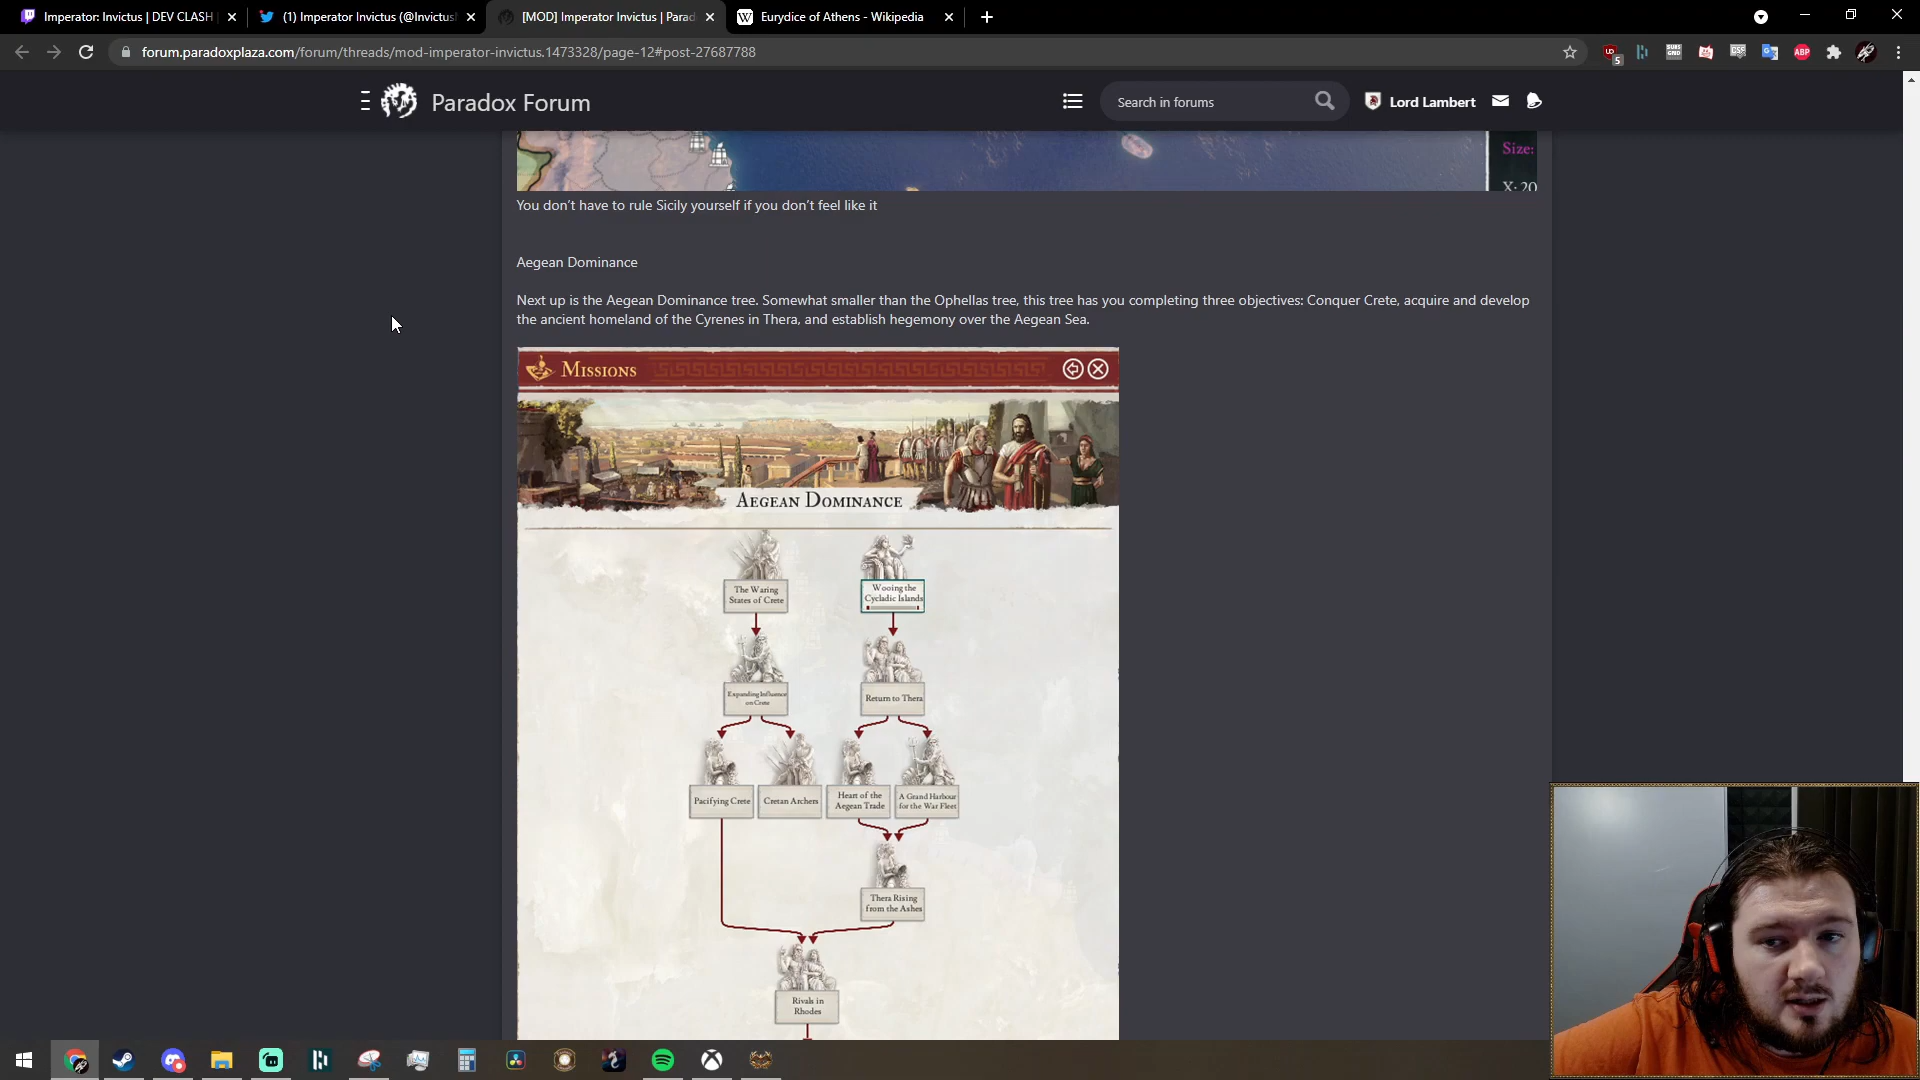 Imperator: Invictus | DEV CLASH
(1) Imperator Invictus (@Invictus
[MOD] Imperator Invictus | Parad
Eurydice of Athens - Wikipedia
forum.paradoxplaza.com/forum/threads/mod-imperator-invictus.1473328/page-12#post-27687788
Paradox Forum
Search in forums
Lord Lambert
Size:
X: 20
You don't have to rule Sicily yourself if you don't feel like it
Aegean Dominance
Next up is the Aegean Dominance tree. Somewhat smaller than the Ophellas tree, this tree has you completing three objectives: Conquer Crete, acquire and develop
the ancient homeland of the Cyrenes in Thera, and establish hegemony over the Aegean Sea.
Missions
Aegean Dominance
The Waring
States of Crete
Wooing the
Cycladic Islands
Expanding Influence
on Crete
Return to Thera
Pacifying Crete
Cretan Archers
Heart of the
Aegean Trade
A Grand Harbour
for the War Fleet
Thera Rising
from the Ashes
Rivals in
Rhodes